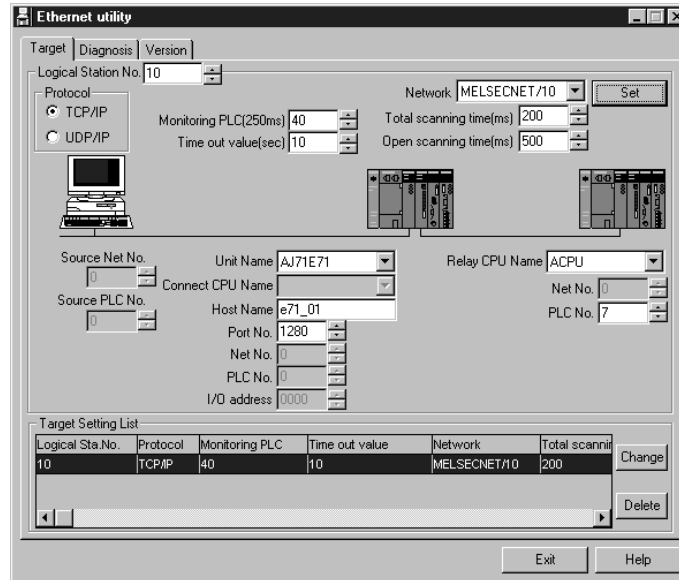 Ethernet utility
Target Diagnosis Version
Logical Station No. 10
Protocol
TCP/IP
UDP/IP
Monitoring PLC(250ms) 40
Time out value(sec) 10
Network MELSECNET/10 Set
Total scanning time(ms) 200
Open scanning time(ms) 500
Source Net No.
0
Source PLC No.
0
Unit Name AJ71E71
Connect CPU Name
Host Name e71_01
Port No. 1280
Net No. 0
PLC No. 0
I/O address 0000
Relay CPU Name ACPU
Net No. 0
PLC No. 7
Target Setting List
Logical Sta.No. Protocol Monitoring PLC Time out value Network Total scannin
10 TCP/IP 40 10 MELSECNET/10 200
Change
Delete
Exit Help